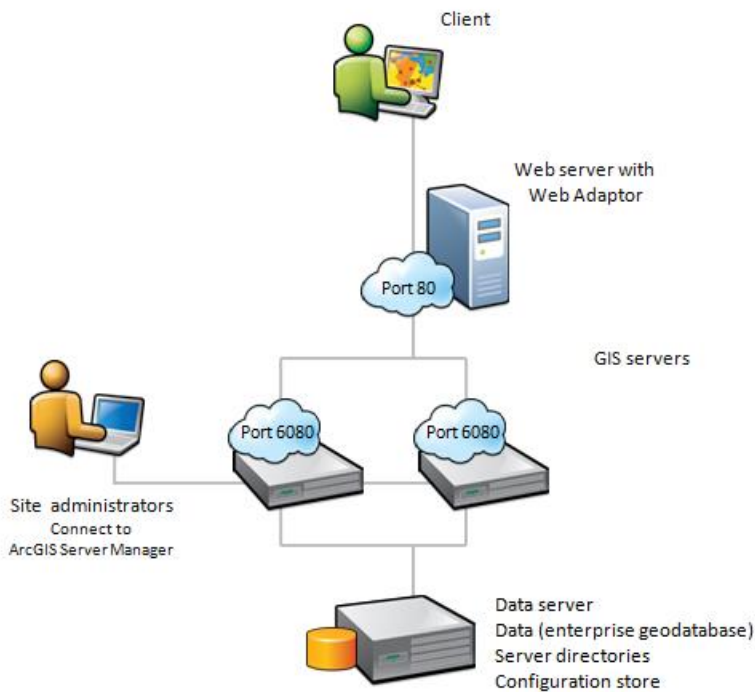 Client
Web server with
Web Adaptor
Port 80
GIS servers
Port 6080
Port 6080
Site administrators
Connect to
ArcGIS Server Manager
Data server
Data (enterprise geodatabase)
Server directories
Configuration store